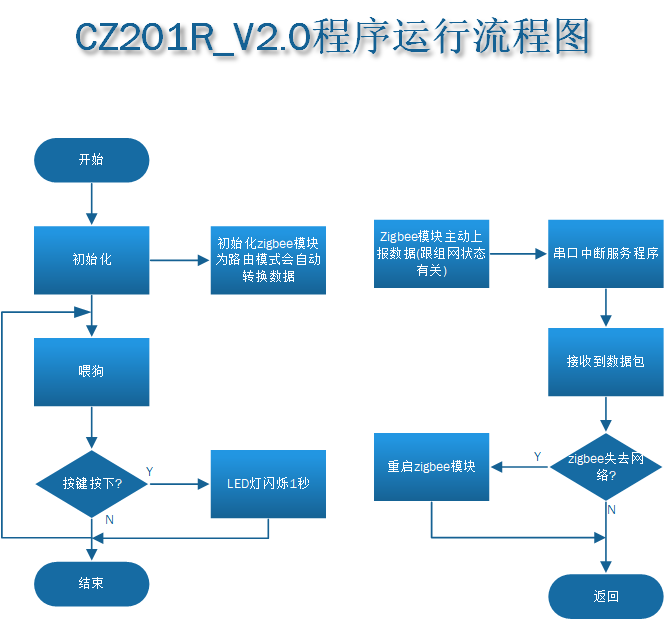 CZ201R_V2.0程序运行流程图
开始
初始化
初始化zigbee模块
为路由模式会自动
转换数据
喂狗
按键按下?
Y
N
LED灯闪烁1秒
结束
Zigbee模块主动上
报数据(跟组网状态
有关)
串口中断服务程序
接收到数据包
zigbee失去网
络?
Y
N
重启zigbee模块
返回